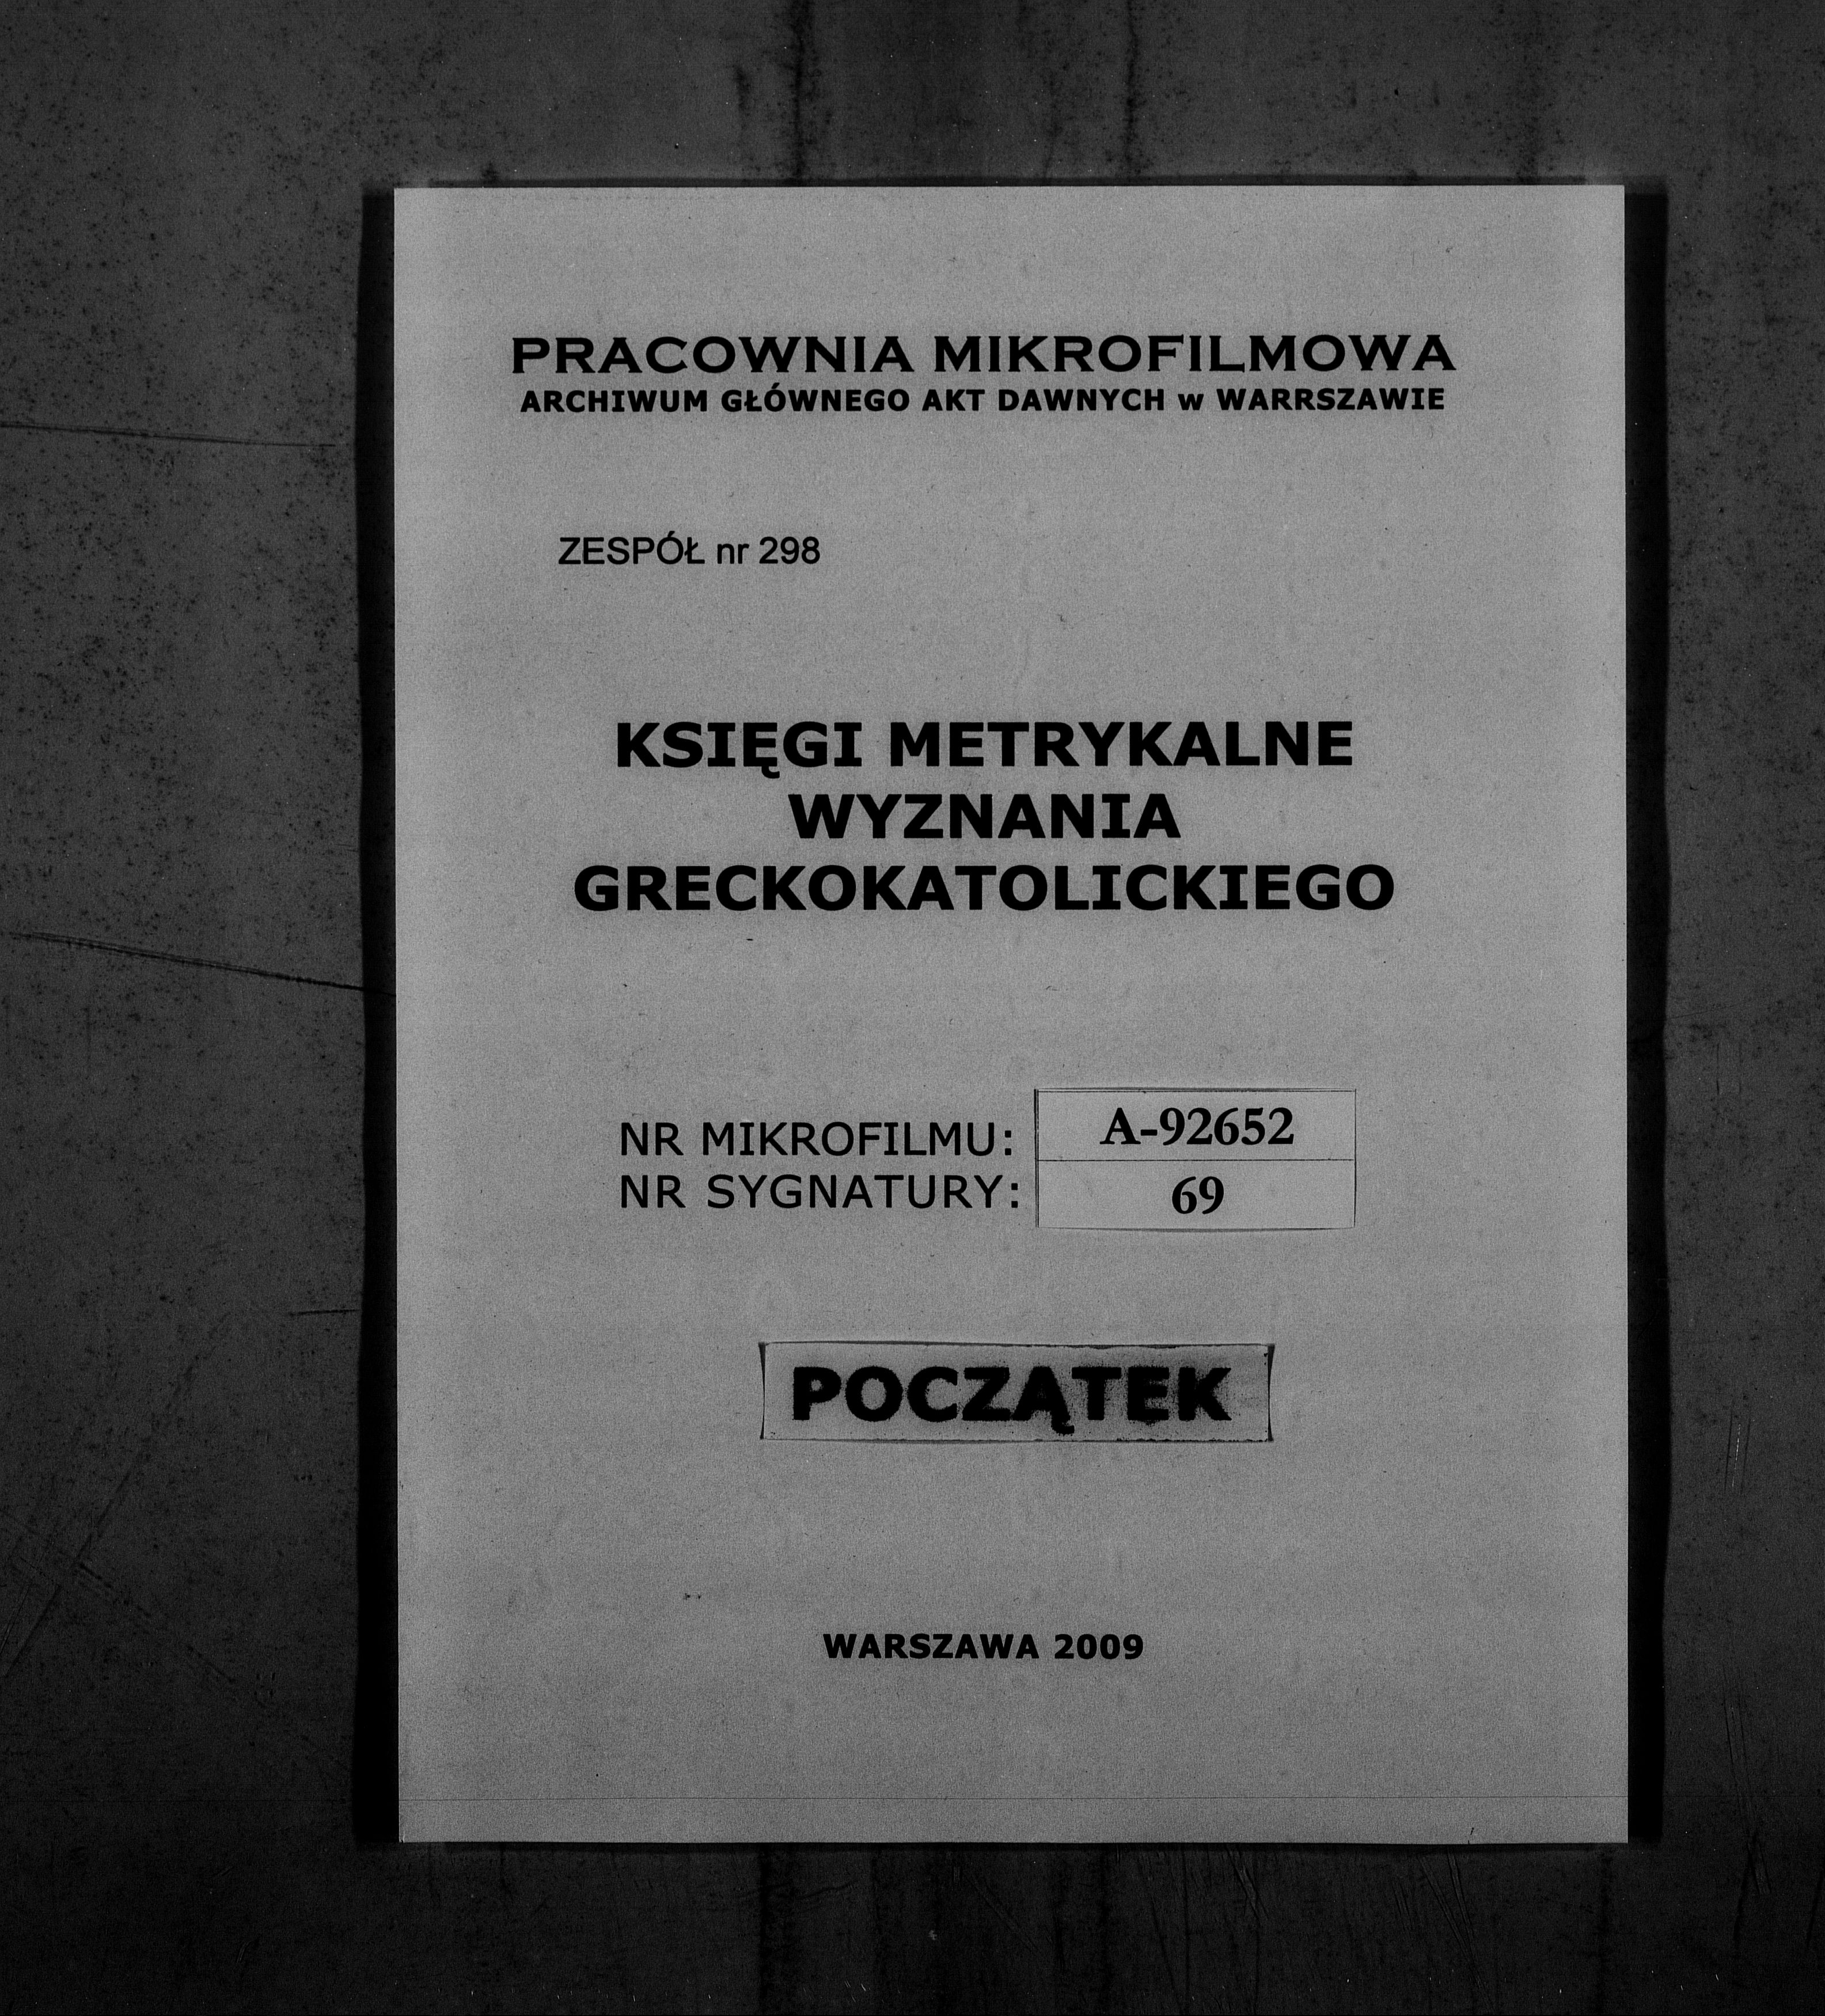 PRACOWNIA MIKROFILMOWA
ARCHIWUM GŁÓWNEGO AKT DAWNYCH w WARRSZAWIE
ZESPÓŁ nr 298
KSIĘGI METRYKALNE
WYZNANIA
GRECKOKATOLICKIEGO
NR MIKROFILMU: A-92652
NR SYGNATURY: 69
POCZĄTEK
WARSZAWA 2009